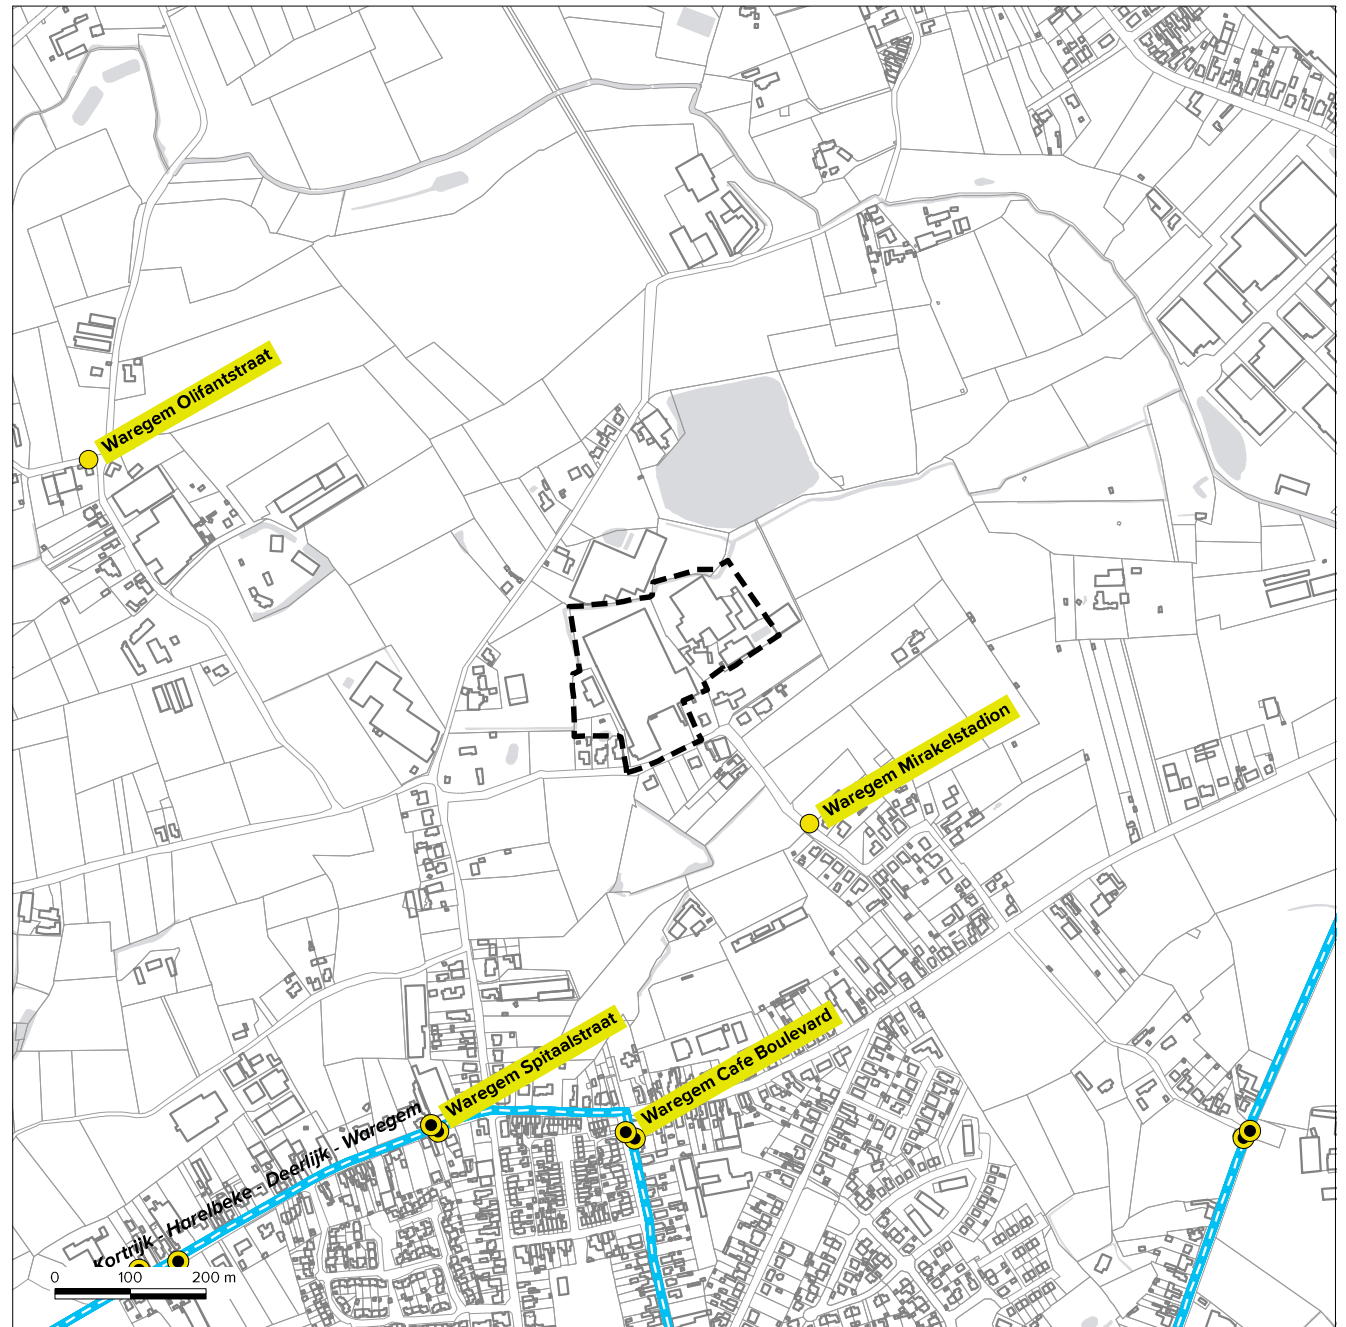 Waregem Olifantstraat
Waregem Mirakelstadion
Waregem Spitaalstraat
Waregem Cafe Boulevard
Kortrijk - Harelbeke - Deerlijk - Waregem
0 100 200 m